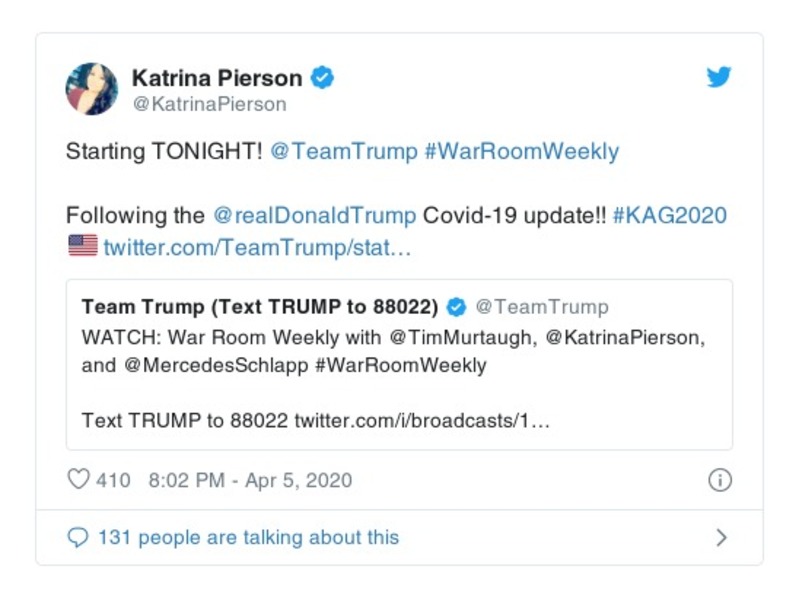 Katrina Pierson
@KatrinaPierson
Starting TONIGHT! @TeamTrump #WarRoomWeekly
Following the @realDonaldTrump Covid-19 update!! #KAG2020
twitter.com/TeamTrump/stat…
Team Trump (Text TRUMP to 88022) @TeamTrump
WATCH: War Room Weekly with @TimMurtaugh, @KatrinaPierson,
and @MercedesSchlapp #WarRoomWeekly
Text TRUMP to 88022 twitter.com/i/broadcasts/1…
410 8:02 PM - Apr 5, 2020
131 people are talking about this